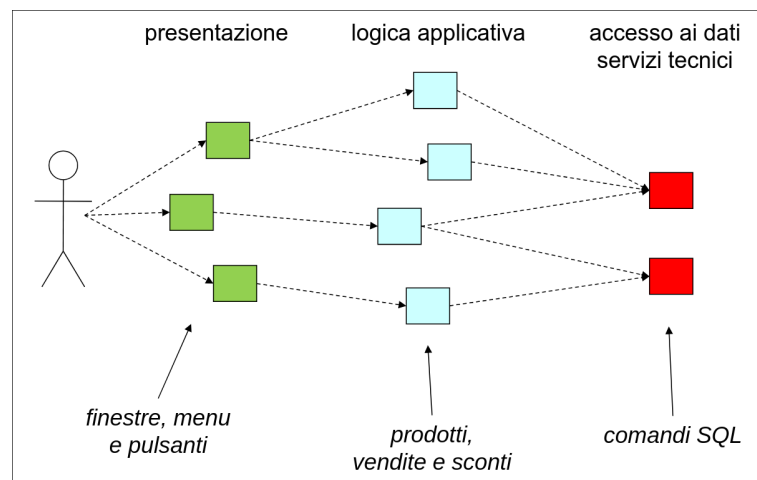 presentazione
logica applicativa
accesso ai dati
servizi tecnici
finestre, menu
e pulsanti
prodotti,
vendite e sconti
comandi SQL